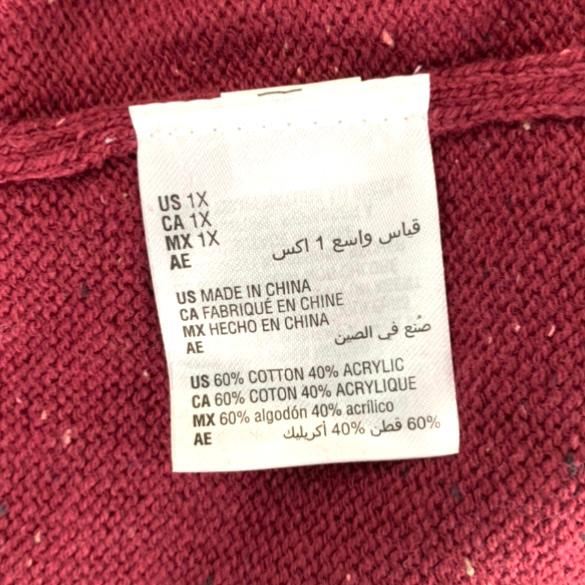 US 1X
CA 1X
MX 1X
AE قياس واسع 1 اكس
US MADE IN CHINA
CA FABRIQUÉ EN CHINE
MX HECHO EN CHINA
AE صُنع في الصين
US 60% COTTON 40% ACRYLIC
CA 60% COTON 40% ACRYLIQUE
MX 60% algodón 40% acrílico
AE 60% قطن 40% أكريليك